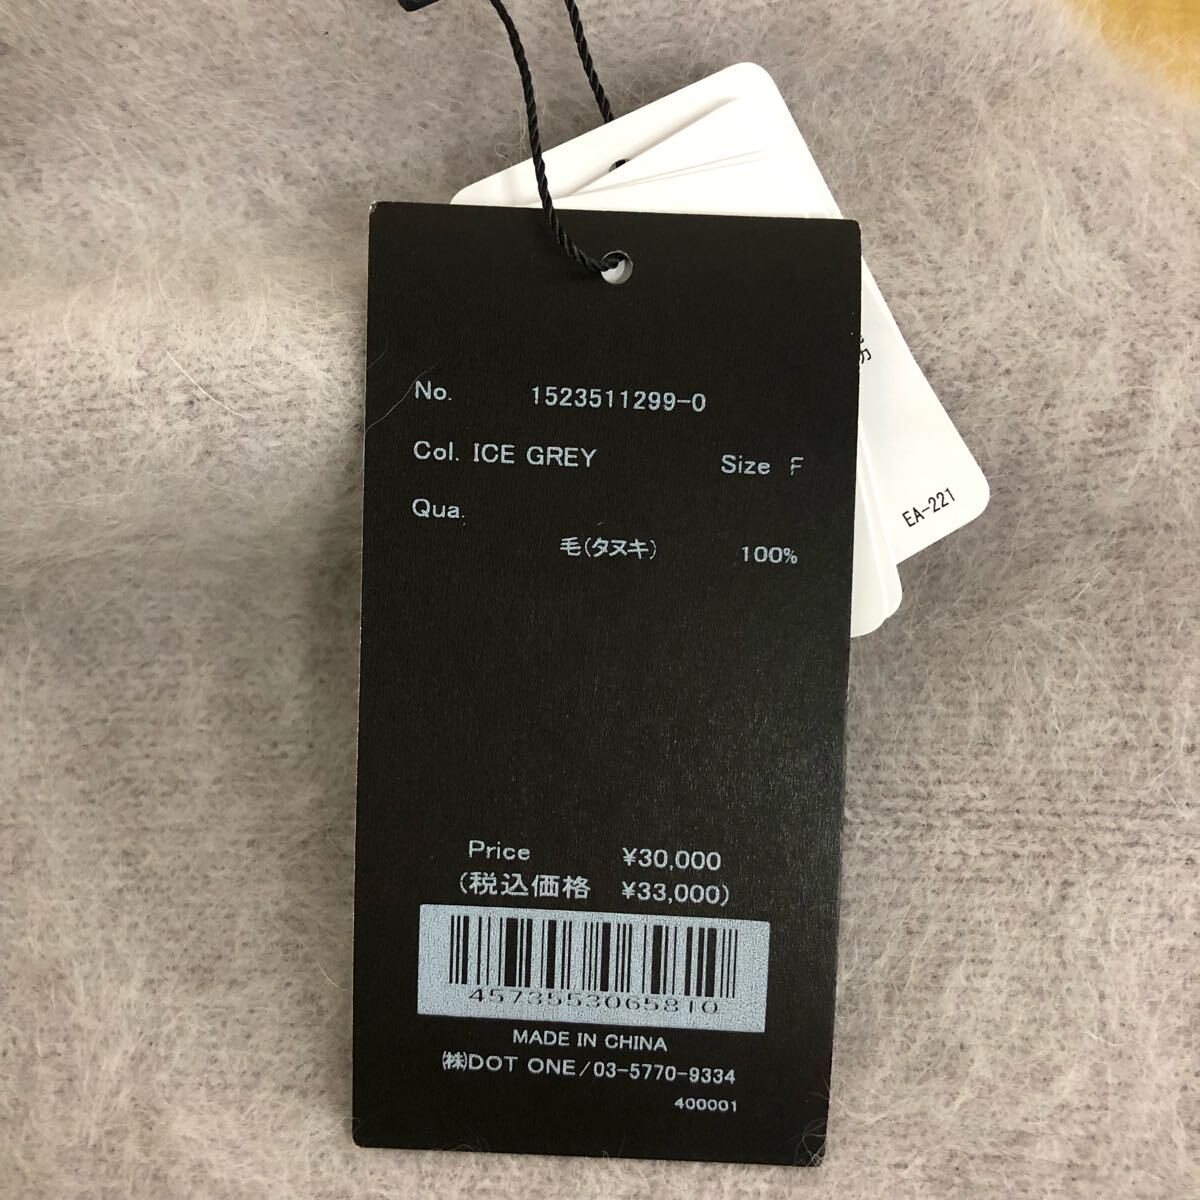 No. 1523511299-0
Col. ICE GREY Size F
Qua.
毛(タヌキ) 100%
Price ¥30,000
(税込価格 ¥33,000)
4573553065810
MADE IN CHINA
㈱DOT ONE/03-5770-9334
400001
EA-221